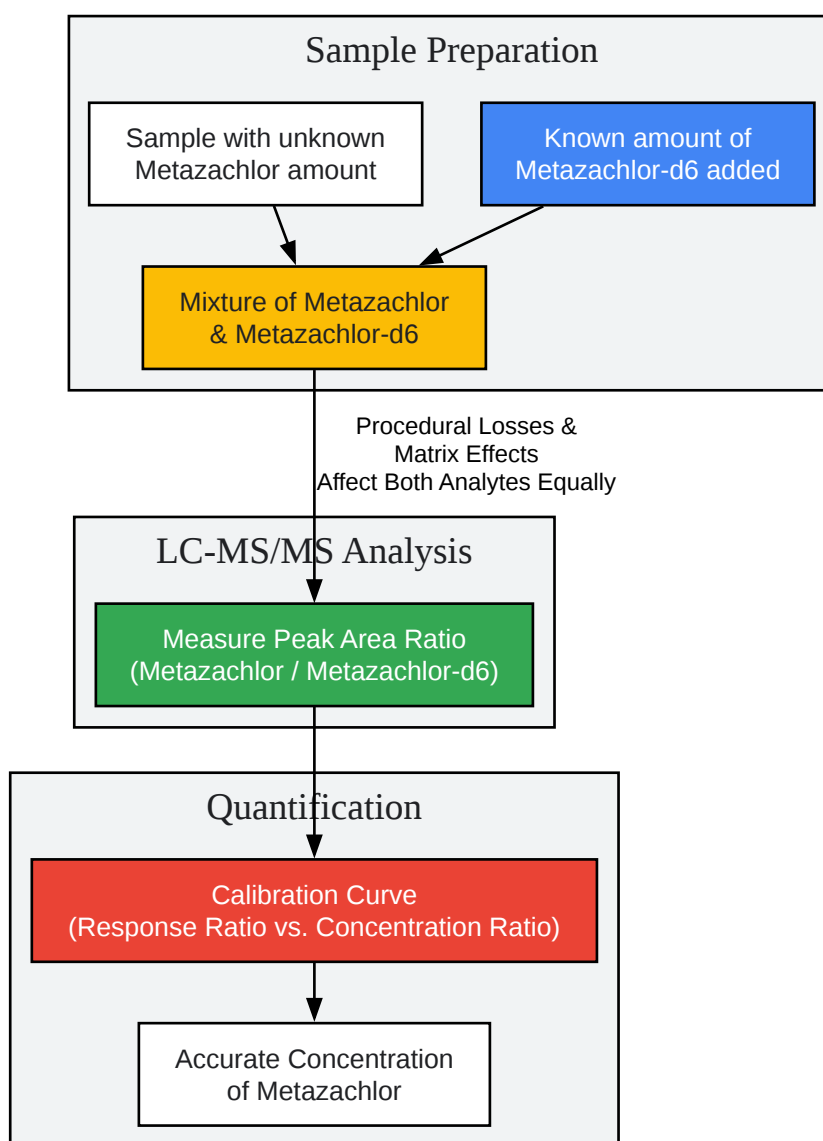 Sample Preparation
Sample with unknown
Metazachlor amount
Known amount of
Metazachlor-d6 added
Mixture of Metazachlor
& Metazachlor-d6
Procedural Losses &
Matrix Effects
Affect Both Analytes Equally
LC-MS/MS Analysis
Measure Peak Area Ratio
(Metazachlor / Metazachlor-d6)
Quantification
Calibration Curve
(Response Ratio vs. Concentration Ratio)
Accurate Concentration
of Metazachlor